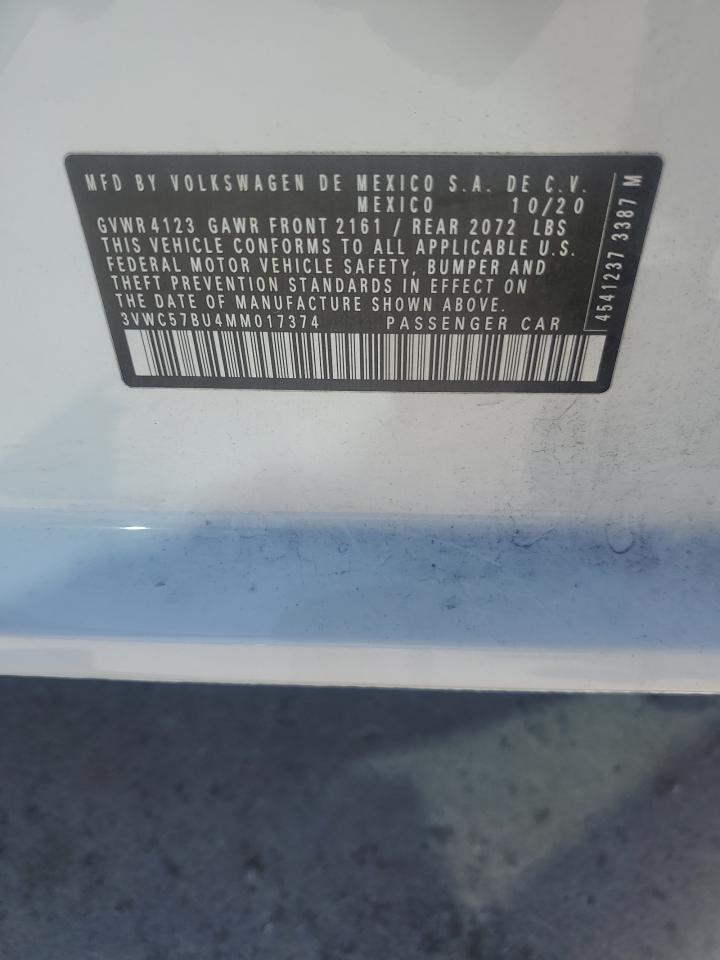 MFD BY VOLKSWAGEN DE MEXICO S.A. DE C.V.
MEXICO 10/20
GVWR 4123 GAWR FRONT 2161 / REAR 2072 LBS
THIS VEHICLE CONFORMS TO ALL APPLICABLE U.S.
FEDERAL MOTOR VEHICLE SAFETY, BUMPER AND
THEFT PREVENTION STANDARDS IN EFFECT ON
THE DATE OF MANUFACTURE SHOWN ABOVE.
3VWC57BU4MM017374 PASSENGER CAR
4541237 3387 M